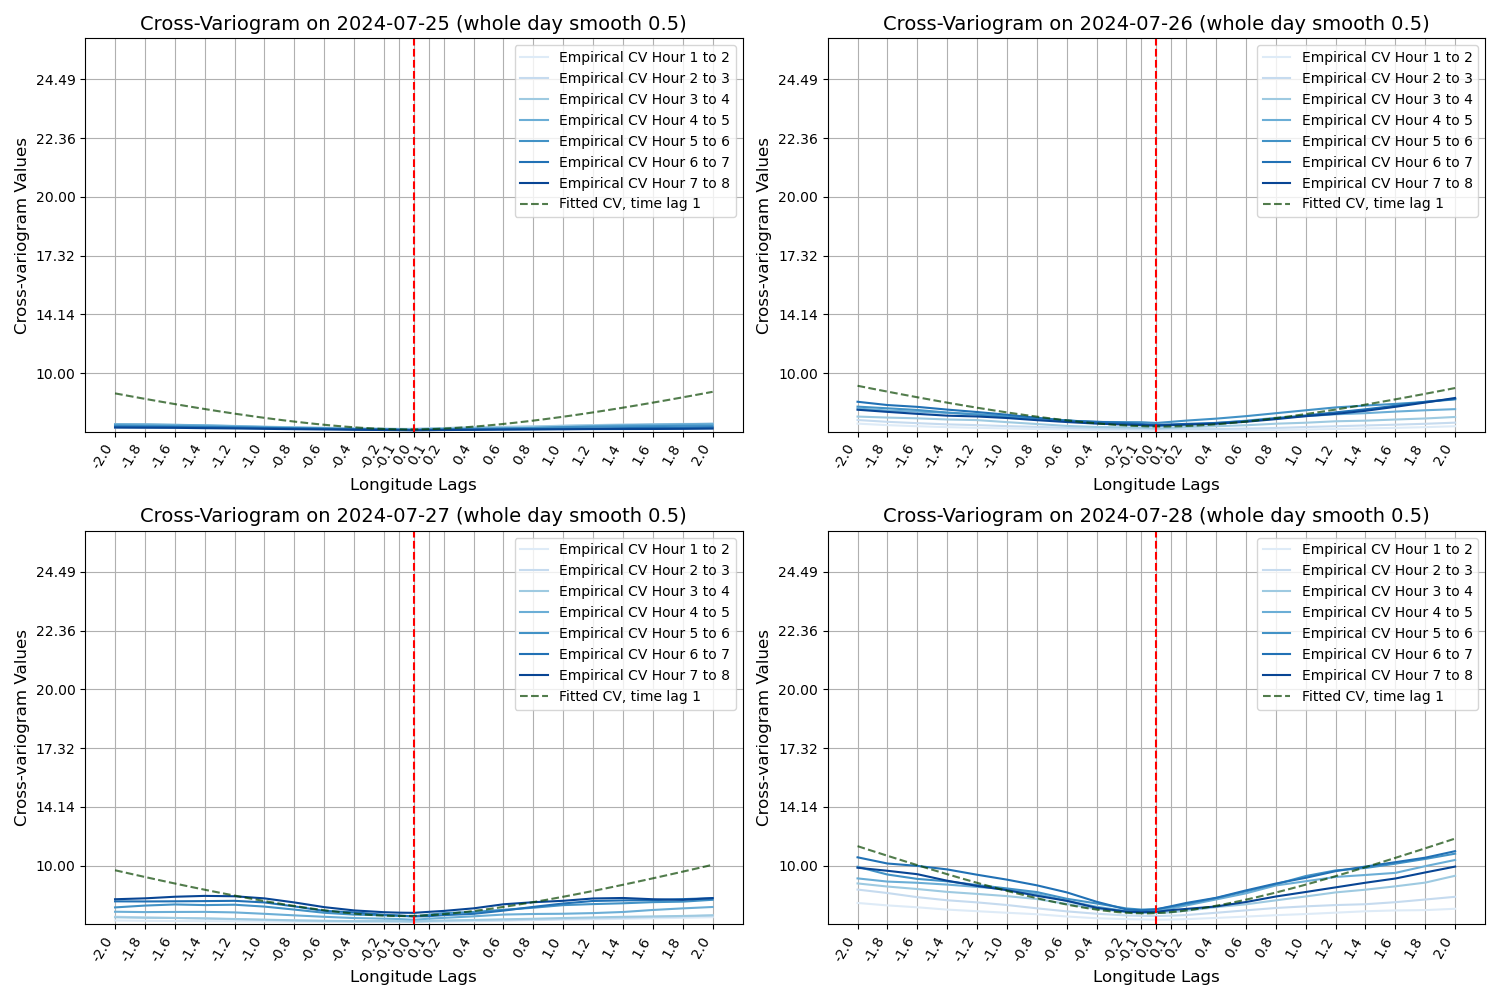 Cross-Variogram on 2024-07-25 (whole day smooth 0.5)
Cross-variogram Values
24.49
22.36
20.00
17.32
14.14
10.00
Empirical CV Hour 1 to 2
Empirical CV Hour 2 to 3
Empirical CV Hour 3 to 4
Empirical CV Hour 4 to 5
Empirical CV Hour 5 to 6
Empirical CV Hour 6 to 7
Empirical CV Hour 7 to 8
Fitted CV, time lag 1
-2.0 -1.8 -1.6 -1.4 -1.2 -1.0 -0.8 -0.6 -0.4 -0.2 -0.1 0.0 0.1 0.2 0.4 0.6 0.8 1.0 1.2 1.4 1.6 1.8 2.0
Longitude Lags
Cross-Variogram on 2024-07-26 (whole day smooth 0.5)
Cross-variogram Values
24.49
22.36
20.00
17.32
14.14
10.00
Empirical CV Hour 1 to 2
Empirical CV Hour 2 to 3
Empirical CV Hour 3 to 4
Empirical CV Hour 4 to 5
Empirical CV Hour 5 to 6
Empirical CV Hour 6 to 7
Empirical CV Hour 7 to 8
Fitted CV, time lag 1
-2.0 -1.8 -1.6 -1.4 -1.2 -1.0 -0.8 -0.6 -0.4 -0.2 -0.1 0.0 0.1 0.2 0.4 0.6 0.8 1.0 1.2 1.4 1.6 1.8 2.0
Longitude Lags
Cross-Variogram on 2024-07-27 (whole day smooth 0.5)
Cross-variogram Values
24.49
22.36
20.00
17.32
14.14
10.00
Empirical CV Hour 1 to 2
Empirical CV Hour 2 to 3
Empirical CV Hour 3 to 4
Empirical CV Hour 4 to 5
Empirical CV Hour 5 to 6
Empirical CV Hour 6 to 7
Empirical CV Hour 7 to 8
Fitted CV, time lag 1
-2.0 -1.8 -1.6 -1.4 -1.2 -1.0 -0.8 -0.6 -0.4 -0.2 -0.1 0.0 0.1 0.2 0.4 0.6 0.8 1.0 1.2 1.4 1.6 1.8 2.0
Longitude Lags
Cross-Variogram on 2024-07-28 (whole day smooth 0.5)
Cross-variogram Values
24.49
22.36
20.00
17.32
14.14
10.00
Empirical CV Hour 1 to 2
Empirical CV Hour 2 to 3
Empirical CV Hour 3 to 4
Empirical CV Hour 4 to 5
Empirical CV Hour 5 to 6
Empirical CV Hour 6 to 7
Empirical CV Hour 7 to 8
Fitted CV, time lag 1
-2.0 -1.8 -1.6 -1.4 -1.2 -1.0 -0.8 -0.6 -0.4 -0.2 -0.1 0.0 0.1 0.2 0.4 0.6 0.8 1.0 1.2 1.4 1.6 1.8 2.0
Longitude Lags